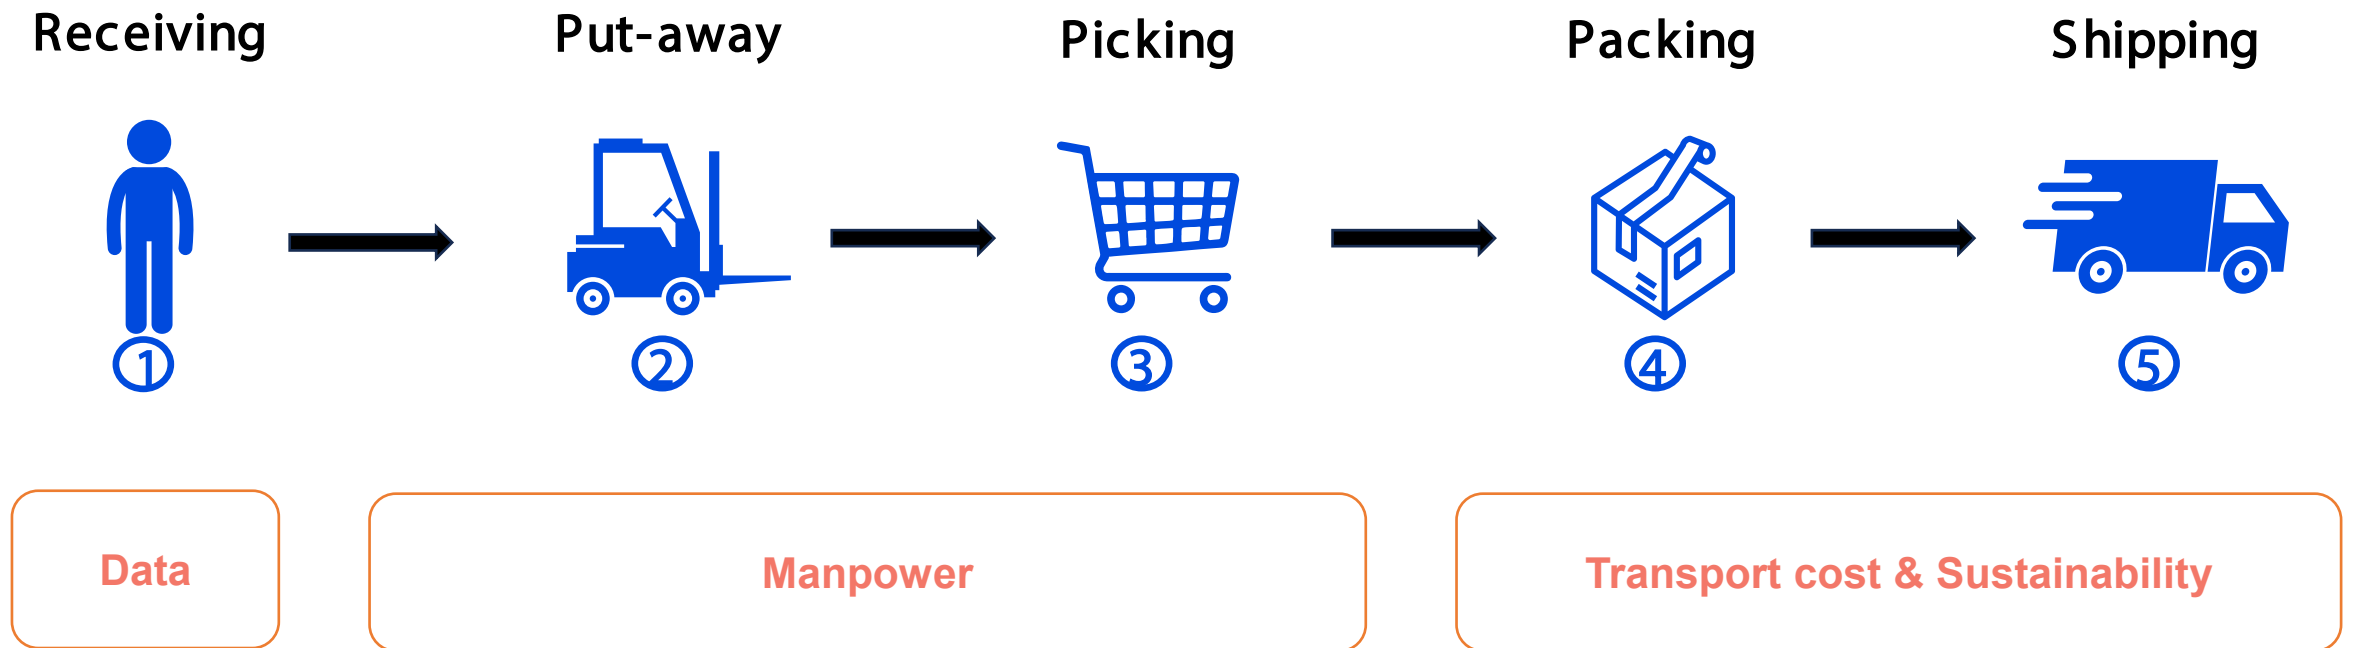 Receiving
Put-away
Picking
Packing
Shipping
1
2
3
4
5
Data
Manpower
Transport cost & Sustainability